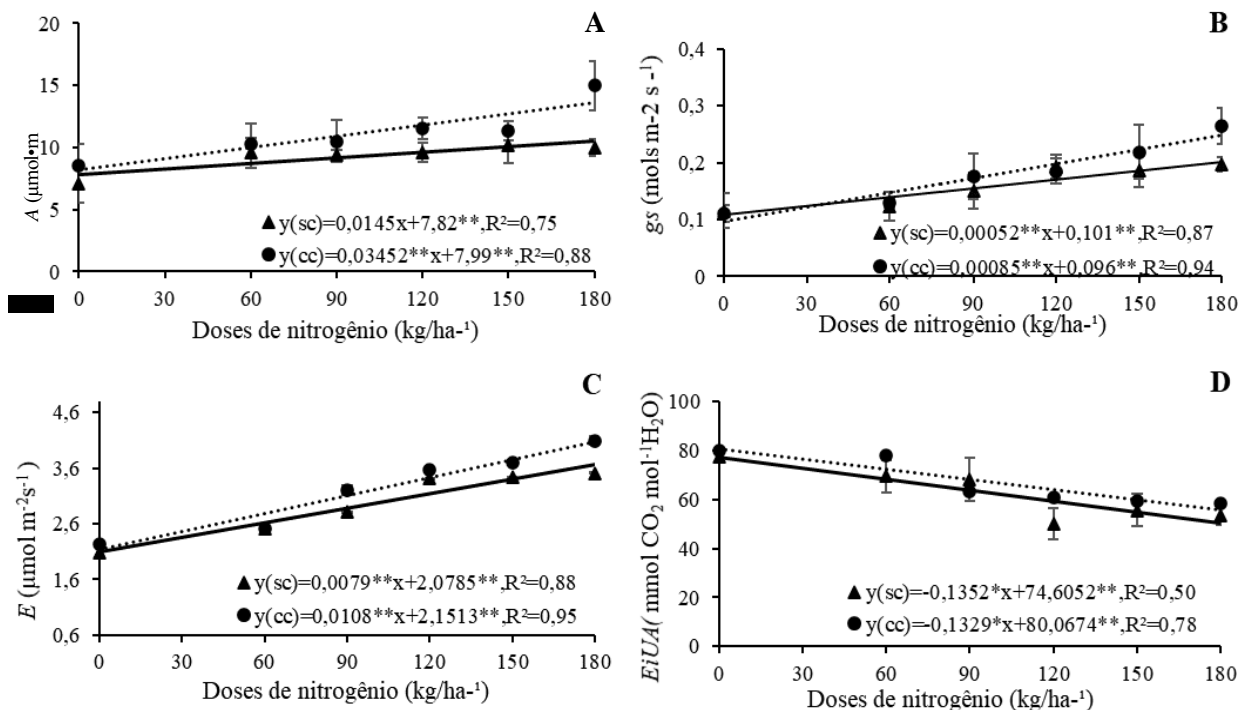 A
20
15
10
5
0
A (µmol•m
▲ y(sc)=0,0145x+7,82**,R²=0,75
● y(cc)=0,03452**x+7,99**,R²=0,88
0 60 90 120 150 180
Doses de nitrogênio (kg/ha-¹)
B
0,4
0,3
0,2
0,1
0
gs (mols m-2 s -¹)
▲ y(sc)=0,00052**x+0,101**, R²=0,87
● y(cc)=0,00085**x+0,096**, R²=0,94
0 60 90 120 150 180
Doses de nitrogênio (kg/ha-¹)
C
4,6
3,6
2,6
1,6
0,6
E (µmol m⁻²s⁻¹)
▲ y(sc)=0,0079**x+2,0785**,R²=0,88
● y(cc)=0,0108**x+2,1513**,R²=0,95
0 60 90 120 150 180
Doses de nitrogênio (kg/ha-¹)
D
100
80
60
40
20
0
EiUA( mmol CO₂ mol⁻¹H₂O)
▲ y(sc)=-0,1352*x+74,6052**, R²=0,50
● y(cc)=-0,1329*x+80,0674**, R²=0,78
0 60 90 120 150 180
Doses de nitrogênio (kg/ha-¹)